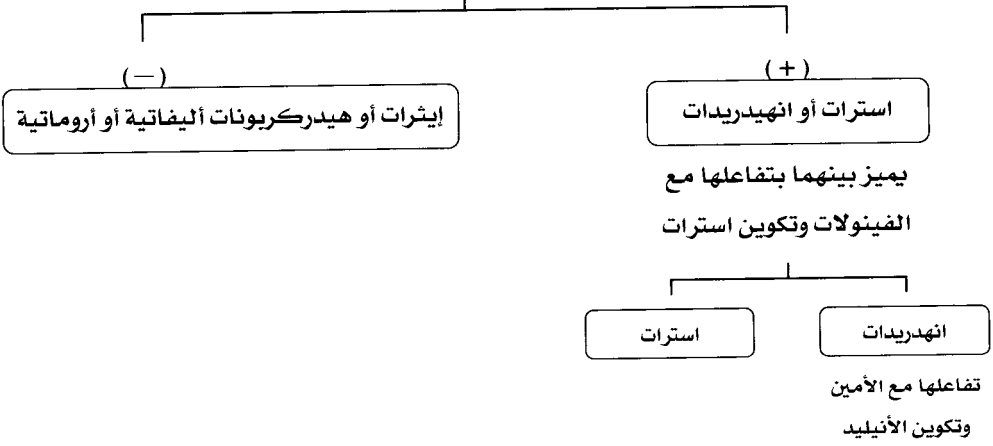 (+)
(—)
استرات أو انهيدريدات
إيثرات أو هيدركربونات أليفاتية أو أروماتية
يميز بينهما بتفاعلها مع
الفينولات وتكوين استرات
انهدريدات
استرات
تفاعلها مع الأمين
وتكوين الأنيليد